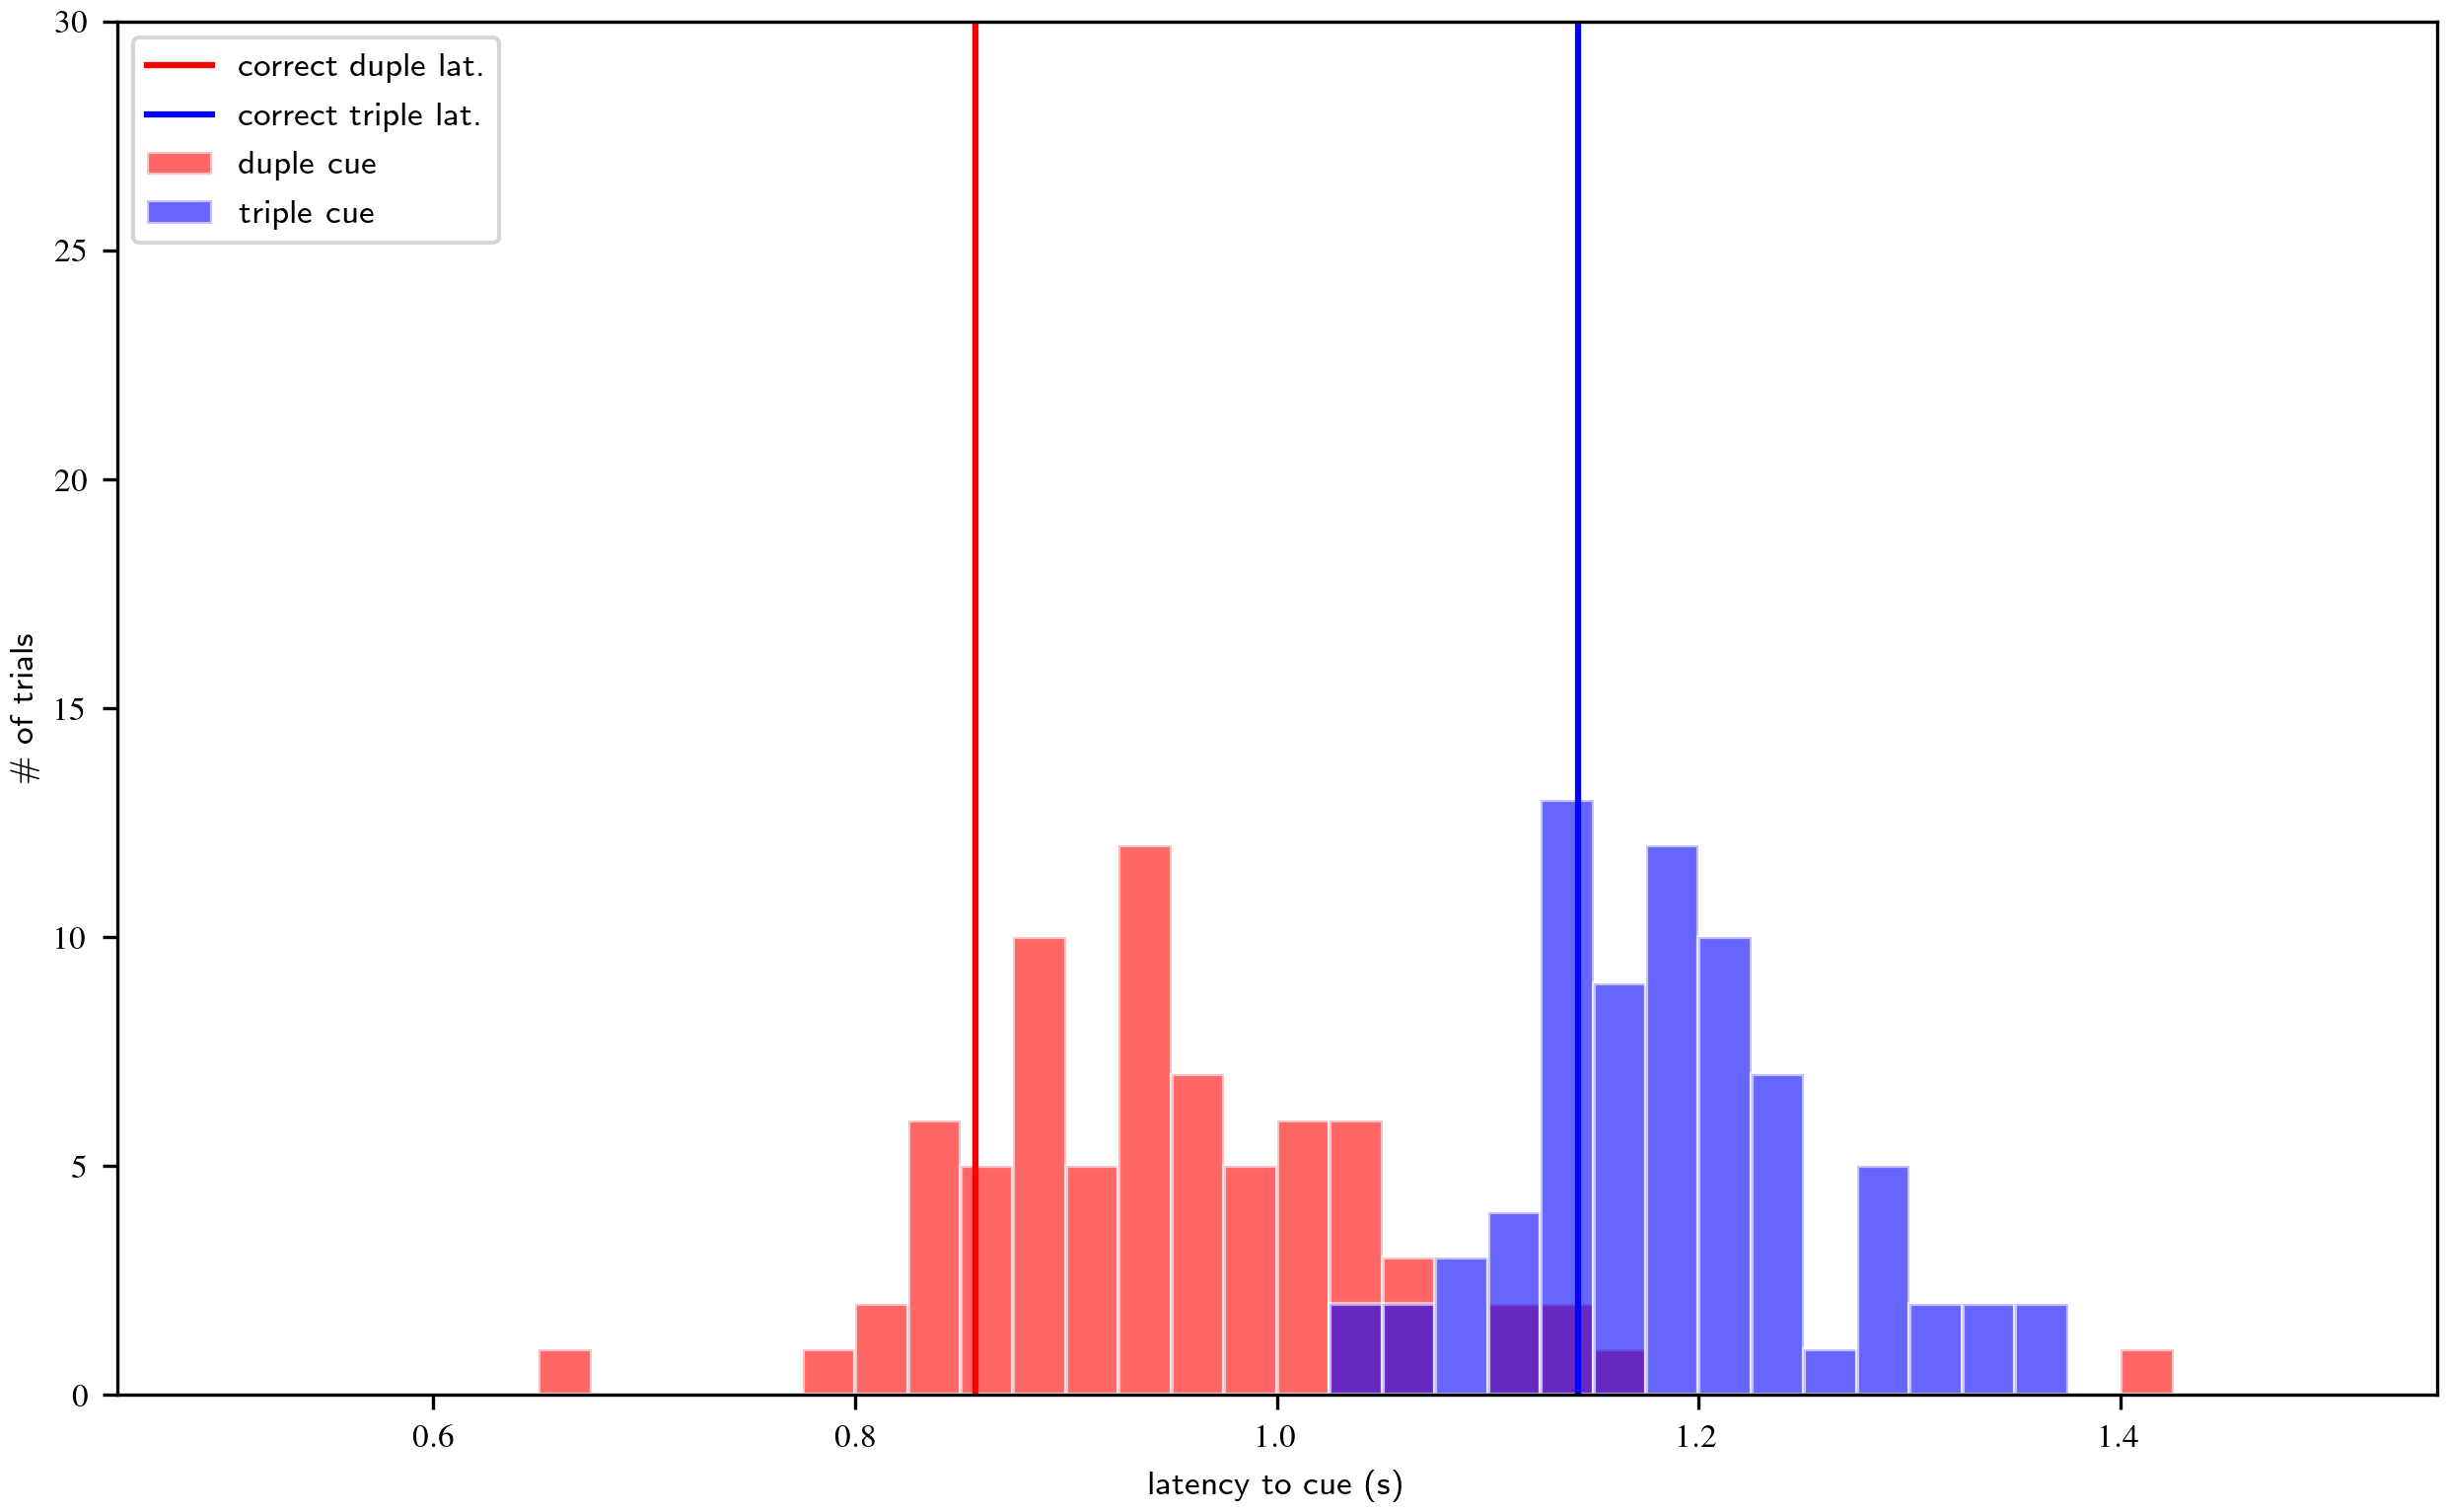 30
25
20
15
10
5
0
# of trials
correct duple lat.
correct triple lat.
duple cue
triple cue
0.6 0.8 1.0 1.2 1.4
latency to cue (s)